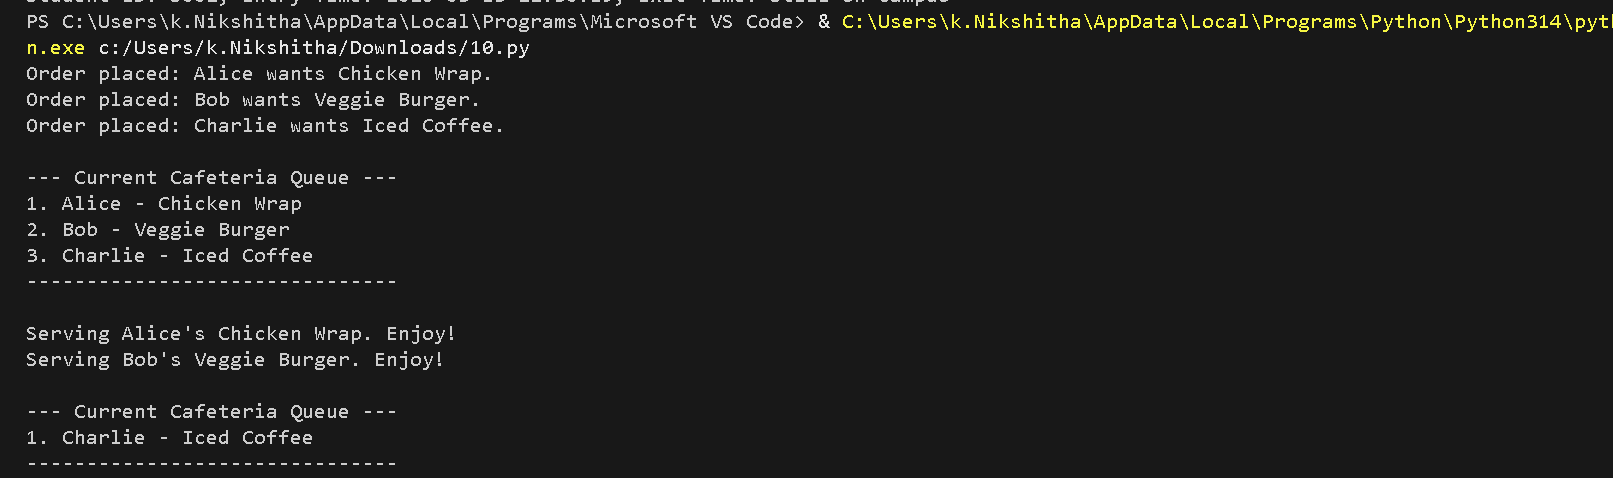 PS C:\Users\k.Nikshitha\AppData\Local\Programs\Microsoft VS Code> & C:\Users\k.Nikshitha\AppData\Local\Programs\Python\Python314\pyth
n.exe c:/Users/k.Nikshitha/Downloads/10.py
Order placed: Alice wants Chicken Wrap.
Order placed: Bob wants Veggie Burger.
Order placed: Charlie wants Iced Coffee.
--- Current Cafeteria Queue ---
1. Alice - Chicken Wrap
2. Bob - Veggie Burger
3. Charlie - Iced Coffee
-------------------------------
Serving Alice's Chicken Wrap. Enjoy!
Serving Bob's Veggie Burger. Enjoy!
--- Current Cafeteria Queue ---
1. Charlie - Iced Coffee
-------------------------------